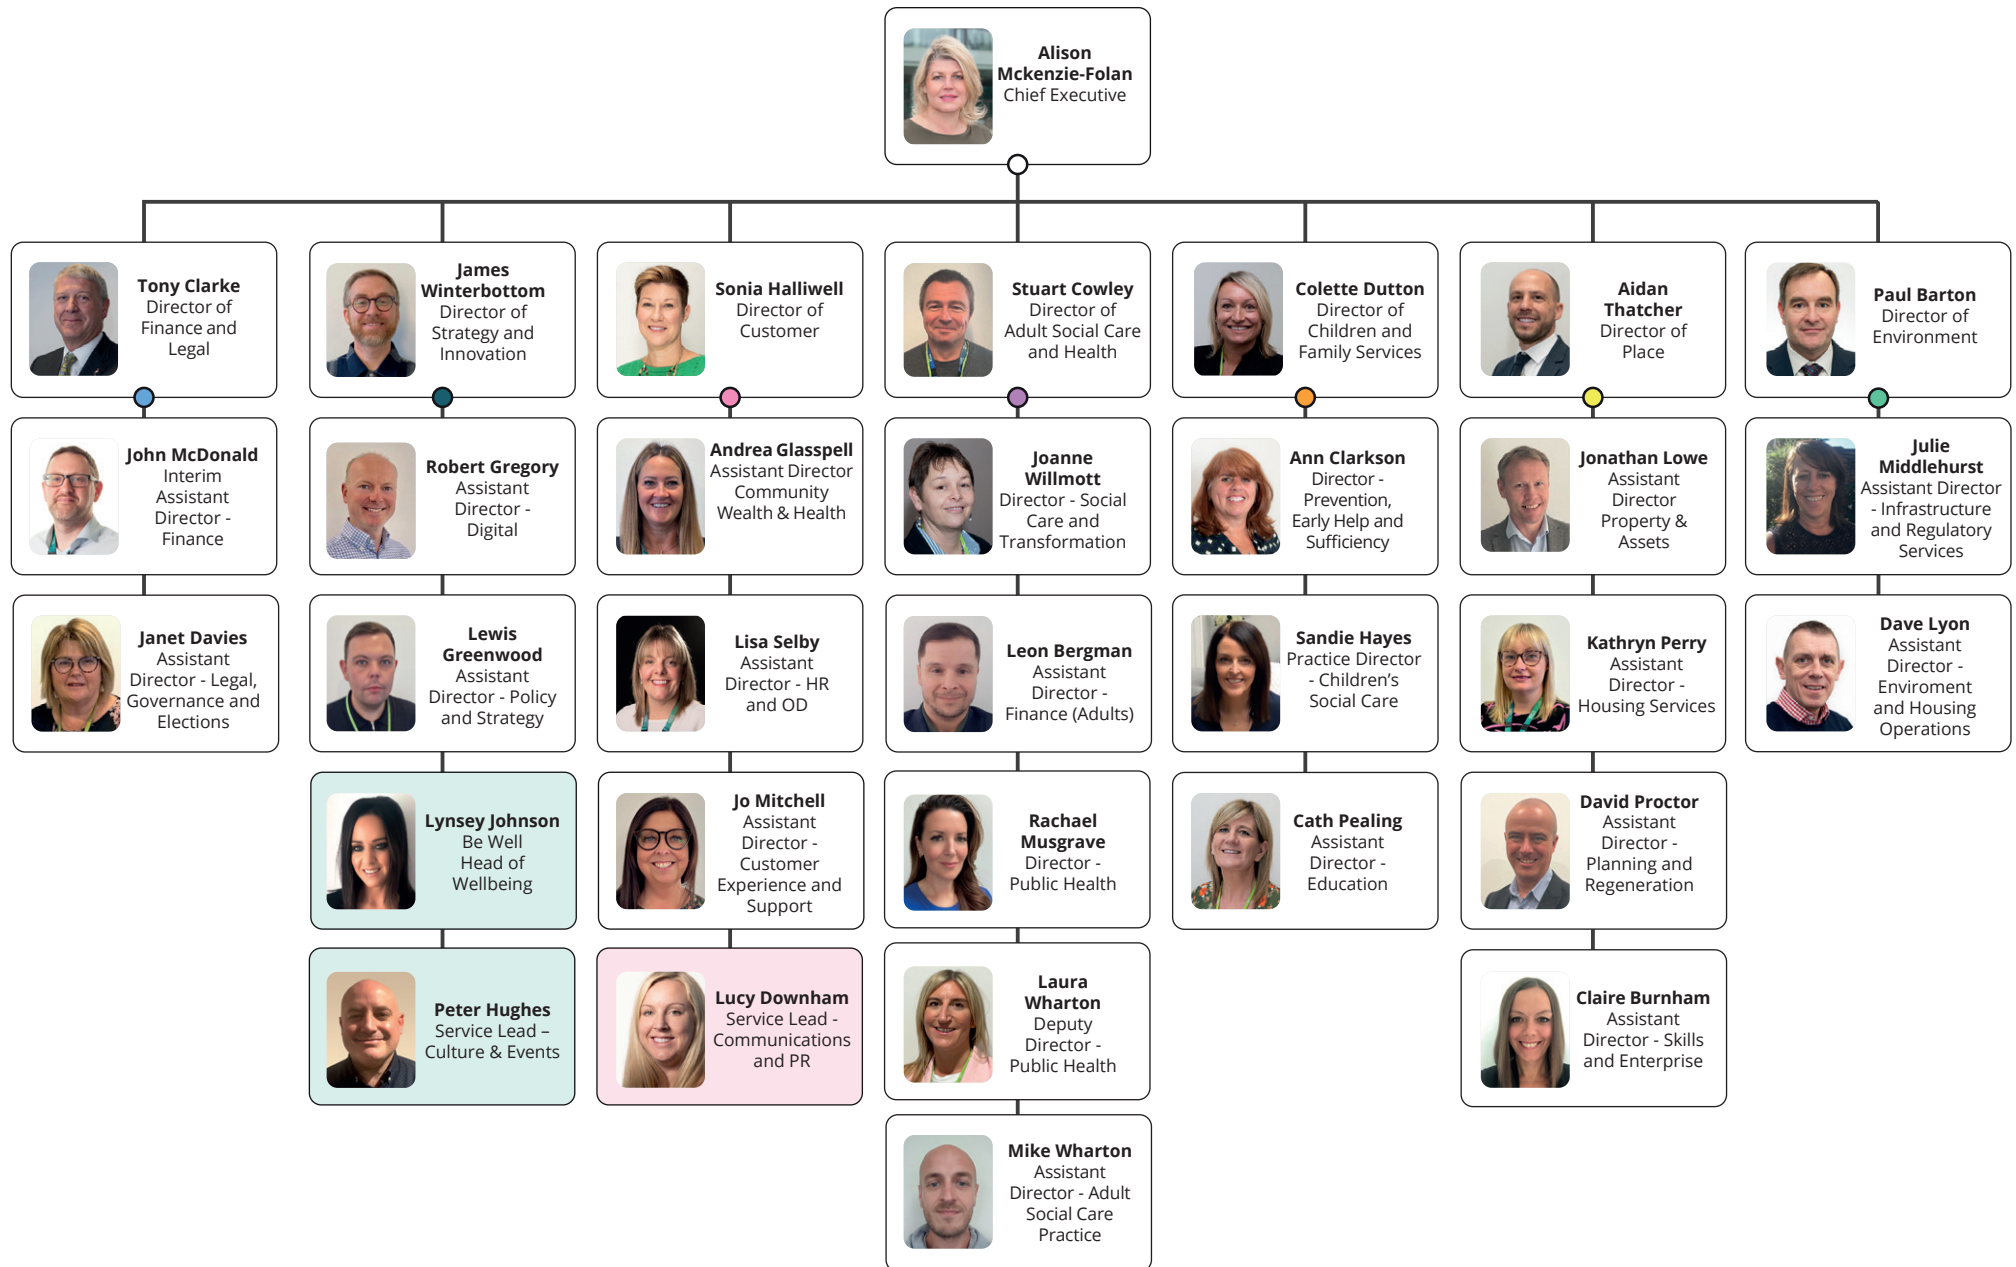 Alison
Mckenzie-Folan
Chief Executive
Tony Clarke
Director of
Finance and
Legal
James
Winterbottom
Director of
Strategy and
Innovation
Sonia Halliwell
Director of
Customer
Stuart Cowley
Director of
Adult Social Care
and Health
Colette Dutton
Director of
Children and
Family Services
Aidan
Thatcher
Director of
Place
Paul Barton
Director of
Environment
John McDonald
Interim
Assistant
Director -
Finance
Robert Gregory
Assistant
Director -
Digital
Andrea Glasspell
Assistant Director
Community
Wealth & Health
Joanne
Willmott
Director - Social
Care and
Transformation
Ann Clarkson
Director -
Prevention,
Early Help and
Sufficiency
Jonathan Lowe
Assistant
Director
Property &
Assets
Julie
Middlehurst
Assistant Director
- Infrastructure
and Regulatory
Services
Janet Davies
Assistant
Director - Legal,
Governance and
Elections
Lewis
Greenwood
Assistant
Director - Policy
and Strategy
Lisa Selby
Assistant
Director - HR
and OD
Leon Bergman
Assistant
Director -
Finance (Adults)
Sandie Hayes
Practice Director
- Children’s
Social Care
Kathryn Perry
Assistant
Director -
Housing Services
Dave Lyon
Assistant
Director -
Enviroment
and Housing
Operations
Lynsey Johnson
Be Well
Head of
Wellbeing
Jo Mitchell
Assistant
Director -
Customer
Experience and
Support
Rachael
Musgrave
Director -
Public Health
Cath Pealing
Assistant
Director -
Education
David Proctor
Assistant
Director -
Planning and
Regeneration
Peter Hughes
Service Lead –
Culture & Events
Lucy Downham
Service Lead -
Communications
and PR
Laura
Wharton
Deputy
Director -
Public Health
Claire Burnham
Assistant
Director - Skills
and Enterprise
Mike Wharton
Assistant
Director - Adult
Social Care
Practice